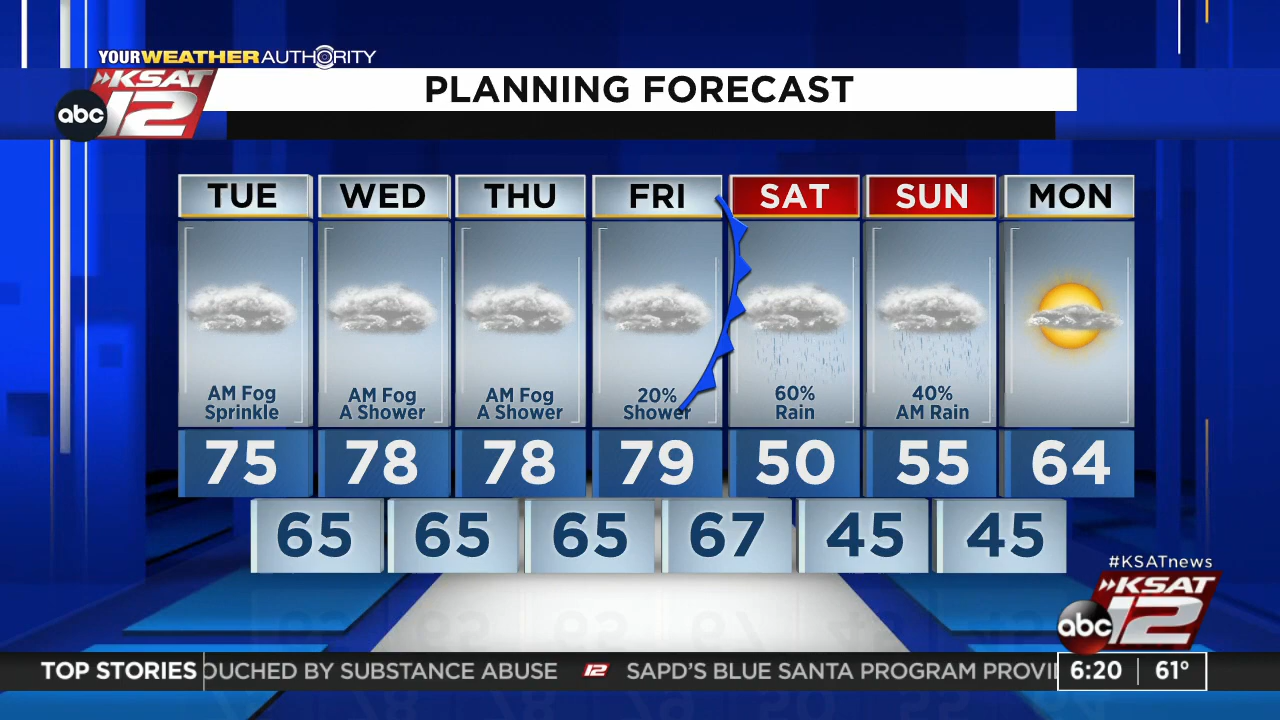 YOURWEATHERAUTHORITY
KSAT
abc 12
PLANNING FORECAST
TUE WED THU FRI SAT SUN MON
AM Fog AM Fog AM Fog 20% 60% 40%
Sprinkle A Shower A Shower Shower Rain AM Rain
75 78 78 79 50 55 64
65 65 65 67 45 45
#KSATnews
KSAT
abc 12
TOP STORIES OUCHED BY SUBSTANCE ABUSE 12 SAPD'S BLUE SANTA PROGRAM PROVI 6:20 61°